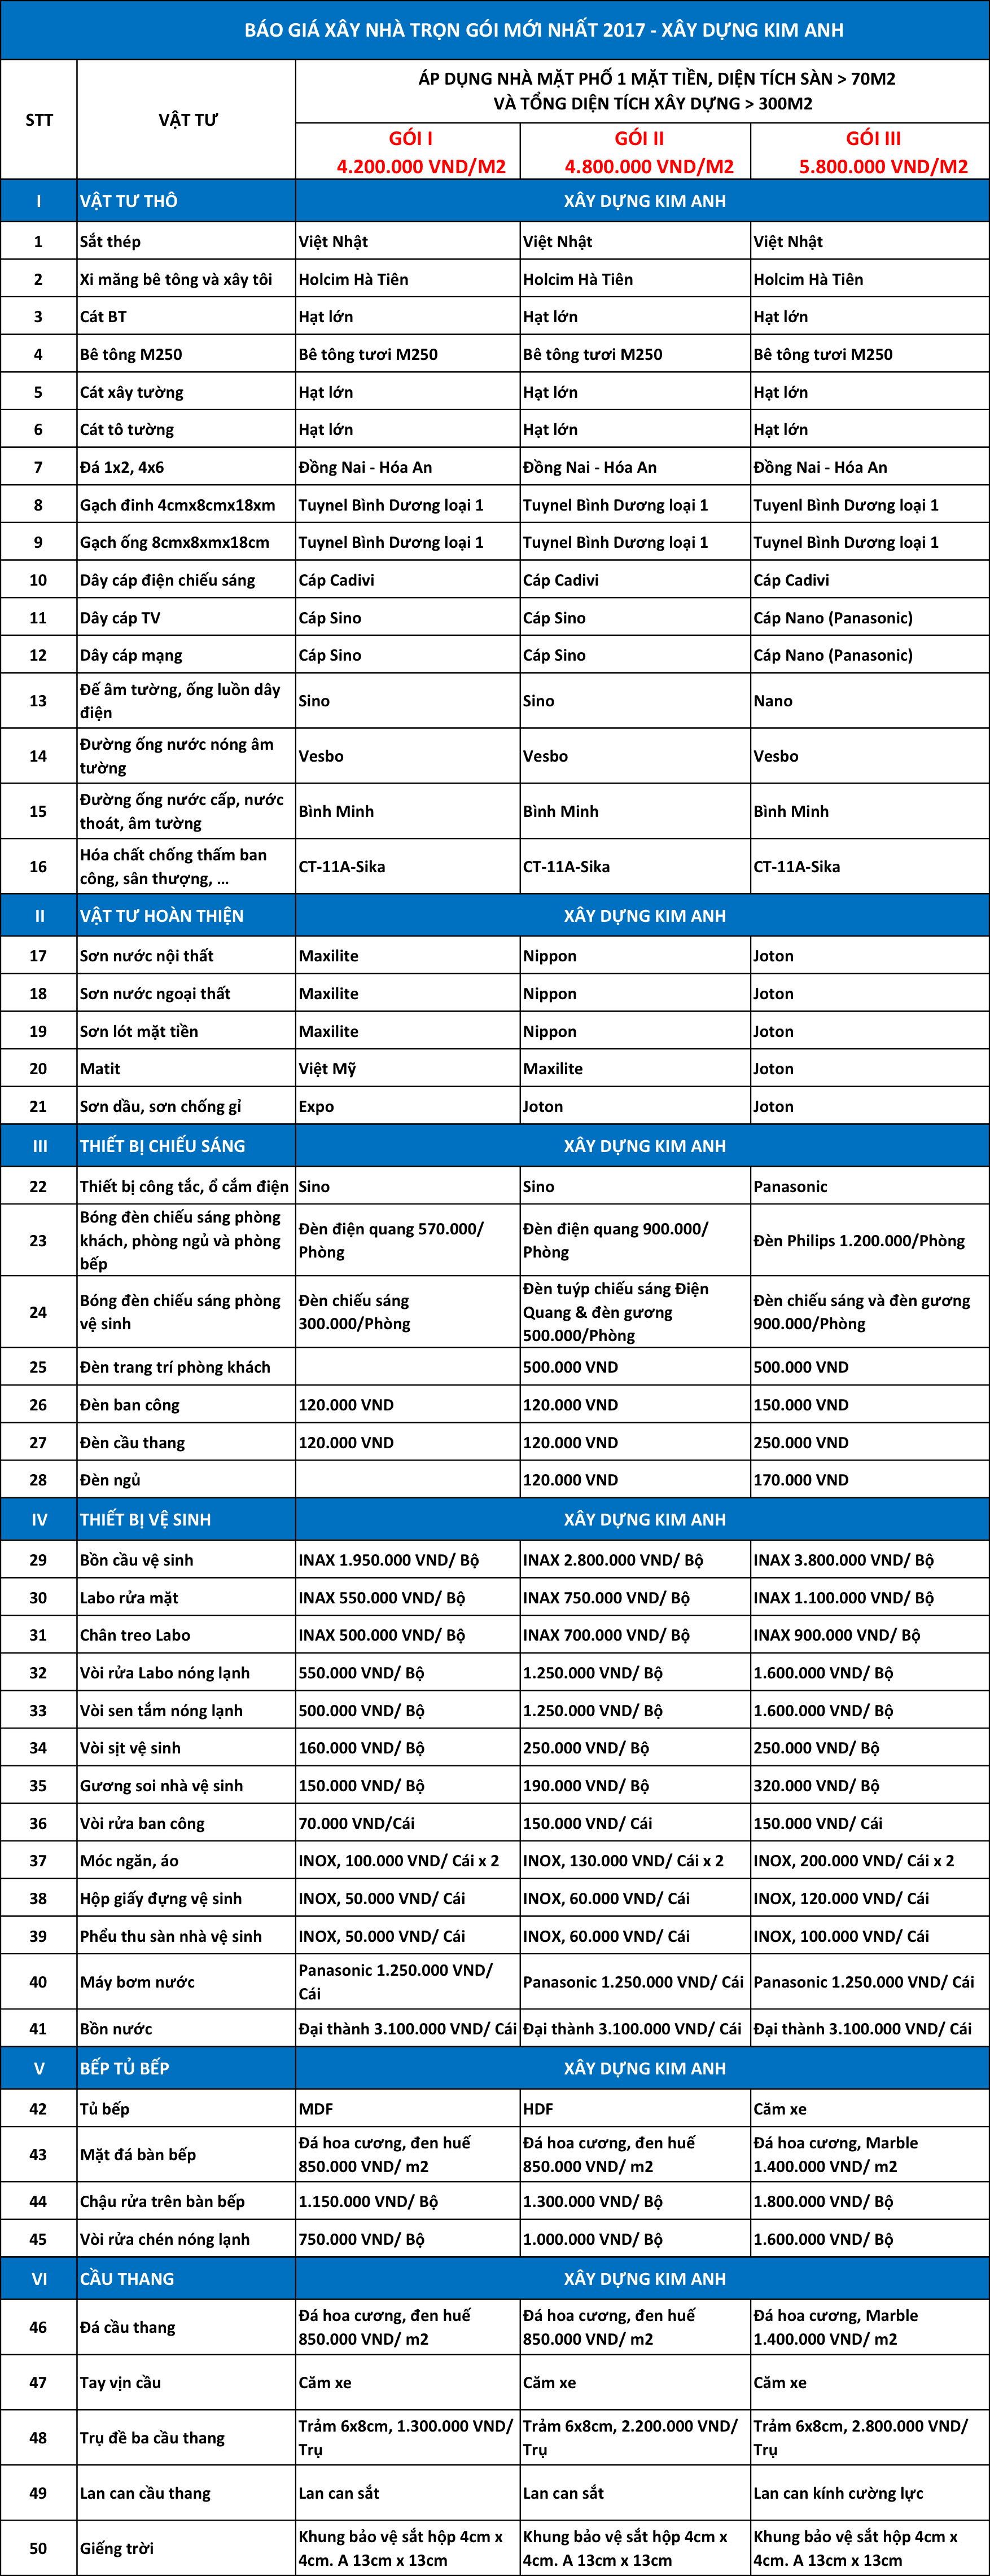 BÁO GIÁ XÂY NHÀ TRỌN GÓI MỚI NHẤT 2017 - XÂY DỰNG KIM ANH
STT VẬT TƯ ÁP DỤNG NHÀ MẶT PHỐ 1 MẶT TIỀN, DIỆN TÍCH SÀN > 70M2
VÀ TỔNG DIỆN TÍCH XÂY DỰNG > 300M2
GÓI I GÓI II GÓI III
4.200.000 VND/M2 4.800.000 VND/M2 5.800.000 VND/M2
I VẬT TƯ THÔ XÂY DỰNG KIM ANH
1 Sắt thép Việt Nhật Việt Nhật Việt Nhật
2 Xi măng bê tông và xây tôi Holcim Hà Tiên Holcim Hà Tiên Holcim Hà Tiên
3 Cát BT Hạt lớn Hạt lớn Hạt lớn
4 Bê tông M250 Bê tông tươi M250 Bê tông tươi M250 Bê tông tươi M250
5 Cát xây tường Hạt lớn Hạt lớn Hạt lớn
6 Cát tô tường Hạt lớn Hạt lớn Hạt lớn
7 Đá 1x2, 4x6 Đồng Nai - Hóa An Đồng Nai - Hóa An Đồng Nai - Hóa An
8 Gạch đinh 4cmx8cmx18xm Tuynel Bình Dương loại 1 Tuynel Bình Dương loại 1 Tuyenl Bình Dương loại 1
9 Gạch ống 8cmx8xmx18cm Tuynel Bình Dương loại 1 Tuynel Bình Dương loại 1 Tuynel Bình Dương loại 1
10 Dây cáp điện chiếu sáng Cáp Cadivi Cáp Cadivi Cáp Cadivi
11 Dây cáp TV Cáp Sino Cáp Sino Cáp Nano (Panasonic)
12 Dây cáp mạng Cáp Sino Cáp Sino Cáp Nano (Panasonic)
13 Đế âm tường, ống luồn dây
điện Sino Sino Nano
14 Đường ống nước nóng âm
tường Vesbo Vesbo Vesbo
15 Đường ống nước cấp, nước
thoát, âm tường Bình Minh Bình Minh Bình Minh
16 Hóa chất chống thấm ban
công, sân thượng, ... CT-11A-Sika CT-11A-Sika CT-11A-Sika
II VẬT TƯ HOÀN THIỆN XÂY DỰNG KIM ANH
17 Sơn nước nội thất Maxilite Nippon Joton
18 Sơn nước ngoại thất Maxilite Nippon Joton
19 Sơn lót mặt tiền Maxilite Nippon Joton
20 Matit Việt Mỹ Maxilite Joton
21 Sơn dầu, sơn chống gỉ Expo Joton Joton
III THIẾT BỊ CHIẾU SÁNG XÂY DỰNG KIM ANH
22 Thiết bị công tắc, ổ cắm điện Sino Sino Panasonic
23 Bóng đèn chiếu sáng phòng
khách, phòng ngủ và phòng
bếp Đèn điện quang 570.000/
Phòng Đèn điện quang 900.000/
Phòng Đèn Philips 1.200.000/Phòng
24 Bóng đèn chiếu sáng phòng
vệ sinh Đèn chiếu sáng
300.000/Phòng Đèn tuýp chiếu sáng Điện
Quang & đèn gương
500.000/Phòng Đèn chiếu sáng và đèn gương
900.000/Phòng
25 Đèn trang trí phòng khách 500.000 VND 500.000 VND
26 Đèn ban công 120.000 VND 120.000 VND 150.000 VND
27 Đèn cầu thang 120.000 VND 120.000 VND 250.000 VND
28 Đèn ngủ 120.000 VND 170.000 VND
IV THIẾT BỊ VỆ SINH XÂY DỰNG KIM ANH
29 Bồn cầu vệ sinh INAX 1.950.000 VND/ Bộ INAX 2.800.000 VND/ Bộ INAX 3.800.000 VND/ Bộ
30 Labo rửa mặt INAX 550.000 VND/ Bộ INAX 750.000 VND/ Bộ INAX 1.100.000 VND/ Bộ
31 Chân treo Labo INAX 500.000 VND/ Bộ INAX 700.000 VND/ Bộ INAX 900.000 VND/ Bộ
32 Vòi rửa Labo nóng lạnh 550.000 VND/ Bộ 1.250.000 VND/ Bộ 1.600.000 VND/ Bộ
33 Vòi sen tắm nóng lạnh 500.000 VND/ Bộ 1.250.000 VND/ Bộ 1.600.000 VND/ Bộ
34 Vòi sịt vệ sinh 160.000 VND/ Bộ 250.000 VND/ Bộ 250.000 VND/ Bộ
35 Gương soi nhà vệ sinh 150.000 VND/ Bộ 190.000 VND/ Bộ 320.000 VND/ Bộ
36 Vòi rửa ban công 70.000 VND/Cái 150.000 VND/ Cái 150.000 VND/ Cái
37 Móc ngăn, áo INOX, 100.000 VND/ Cái x 2 INOX, 130.000 VND/ Cái x 2 INOX, 200.000 VND/ Cái x 2
38 Hộp giấy đựng vệ sinh INOX, 50.000 VND/ Cái INOX, 60.000 VND/ Cái INOX, 120.000 VND/ Cái
39 Phểu thu sàn nhà vệ sinh INOX, 50.000 VND/ Cái INOX, 60.000 VND/ Cái INOX, 100.000 VND/ Cái
40 Máy bơm nước Panasonic 1.250.000 VND/
Cái Panasonic 1.250.000 VND/ Cái Panasonic 1.250.000 VND/ Cái
41 Bồn nước Đại thành 3.100.000 VND/ Cái Đại thành 3.100.000 VND/ Cái Đại thành 3.100.000 VND/ Cái
V BẾP TỦ BẾP XÂY DỰNG KIM ANH
42 Tủ bếp MDF HDF Căm xe
43 Mặt đá bàn bếp Đá hoa cương, đen huế
850.000 VND/ m2 Đá hoa cương, đen huế
850.000 VND/ m2 Đá hoa cương, Marble
1.400.000 VND/ m2
44 Chậu rửa trên bàn bếp 1.150.000 VND/ Bộ 1.300.000 VND/ Bộ 1.800.000 VND/ Bộ
45 Vòi rửa chén nóng lạnh 750.000 VND/ Bộ 1.000.000 VND/ Bộ 1.600.000 VND/ Bộ
VI CẦU THANG XÂY DỰNG KIM ANH
46 Đá cầu thang Đá hoa cương, đen huế
850.000 VND/ m2 Đá hoa cương, đen huế
850.000 VND/ m2 Đá hoa cương, Marble
1.400.000 VND/ m2
47 Tay vịn cầu Căm xe Căm xe Căm xe
48 Trụ đề ba cầu thang Trảm 6x8cm, 1.300.000 VND/
Trụ Trảm 6x8cm, 2.200.000 VND/
Trụ Trảm 6x8cm, 2.800.000 VND/
Trụ
49 Lan can cầu thang Lan can sắt Lan can sắt Lan can kính cường lực
50 Giếng trời Khung bảo vệ sắt hộp 4cm x
4cm. A 13cm x 13cm Khung bảo vệ sắt hộp 4cm x
4cm. A 13cm x 13cm Khung bảo vệ sắt hộp 4cm x
4cm. A 13cm x 13cm